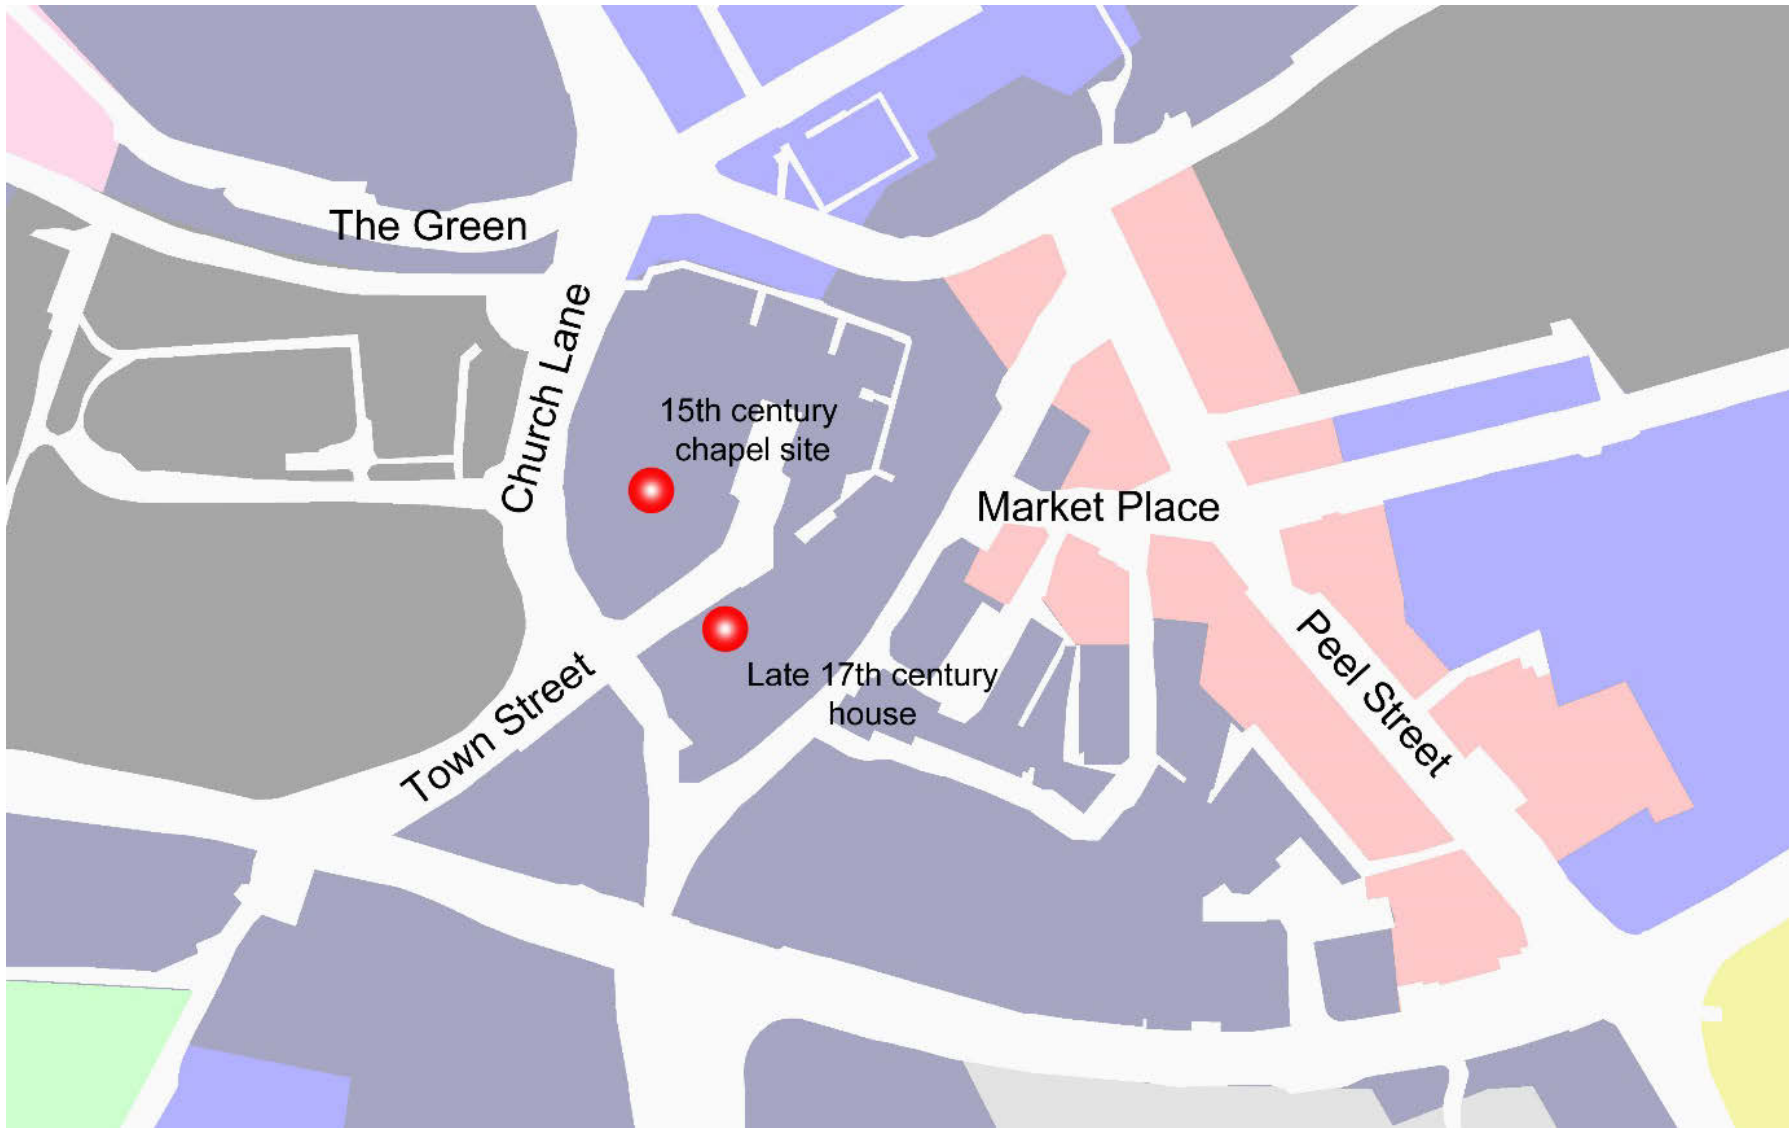 The Green
Church Lane
15th century
chapel site
Market Place
Peel Street
Late 17th century
house
Town Street